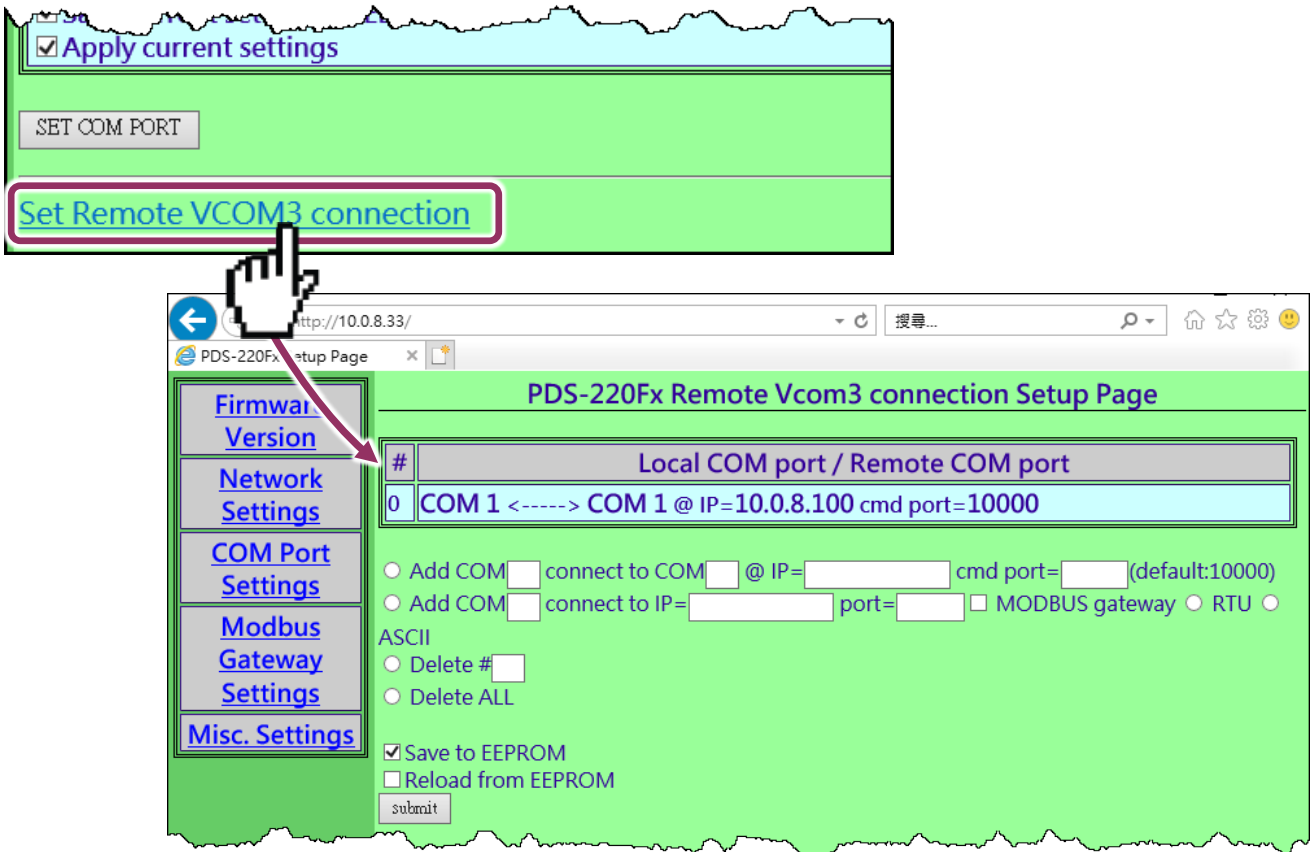 Apply current settings
SET COM PORT
Set Remote VCOM3 connection
http://10.0.8.33/
搜尋...
PDS-220Fx Setup Page
Firmware
Version
Network
Settings
COM Port
Settings
Modbus
Gateway
Settings
Misc. Settings
PDS-220Fx Remote Vcom3 connection Setup Page
# Local COM port / Remote COM port
0 COM 1 <-----> COM 1 @ IP=10.0.8.100 cmd port=10000
Add COM connect to COM @ IP= cmd port= (default:10000)
Add COM connect to IP= port= MODBUS gateway RTU
ASCII
Delete #
Delete ALL
Save to EEPROM
Reload from EEPROM
submit